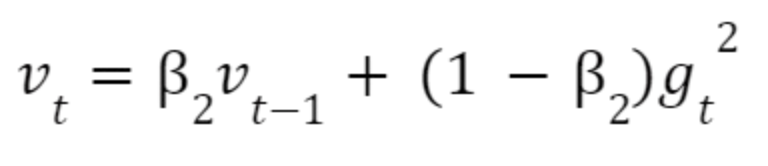 v_t = β_2 v_{t−1} + (1 − β_2) g_t^2